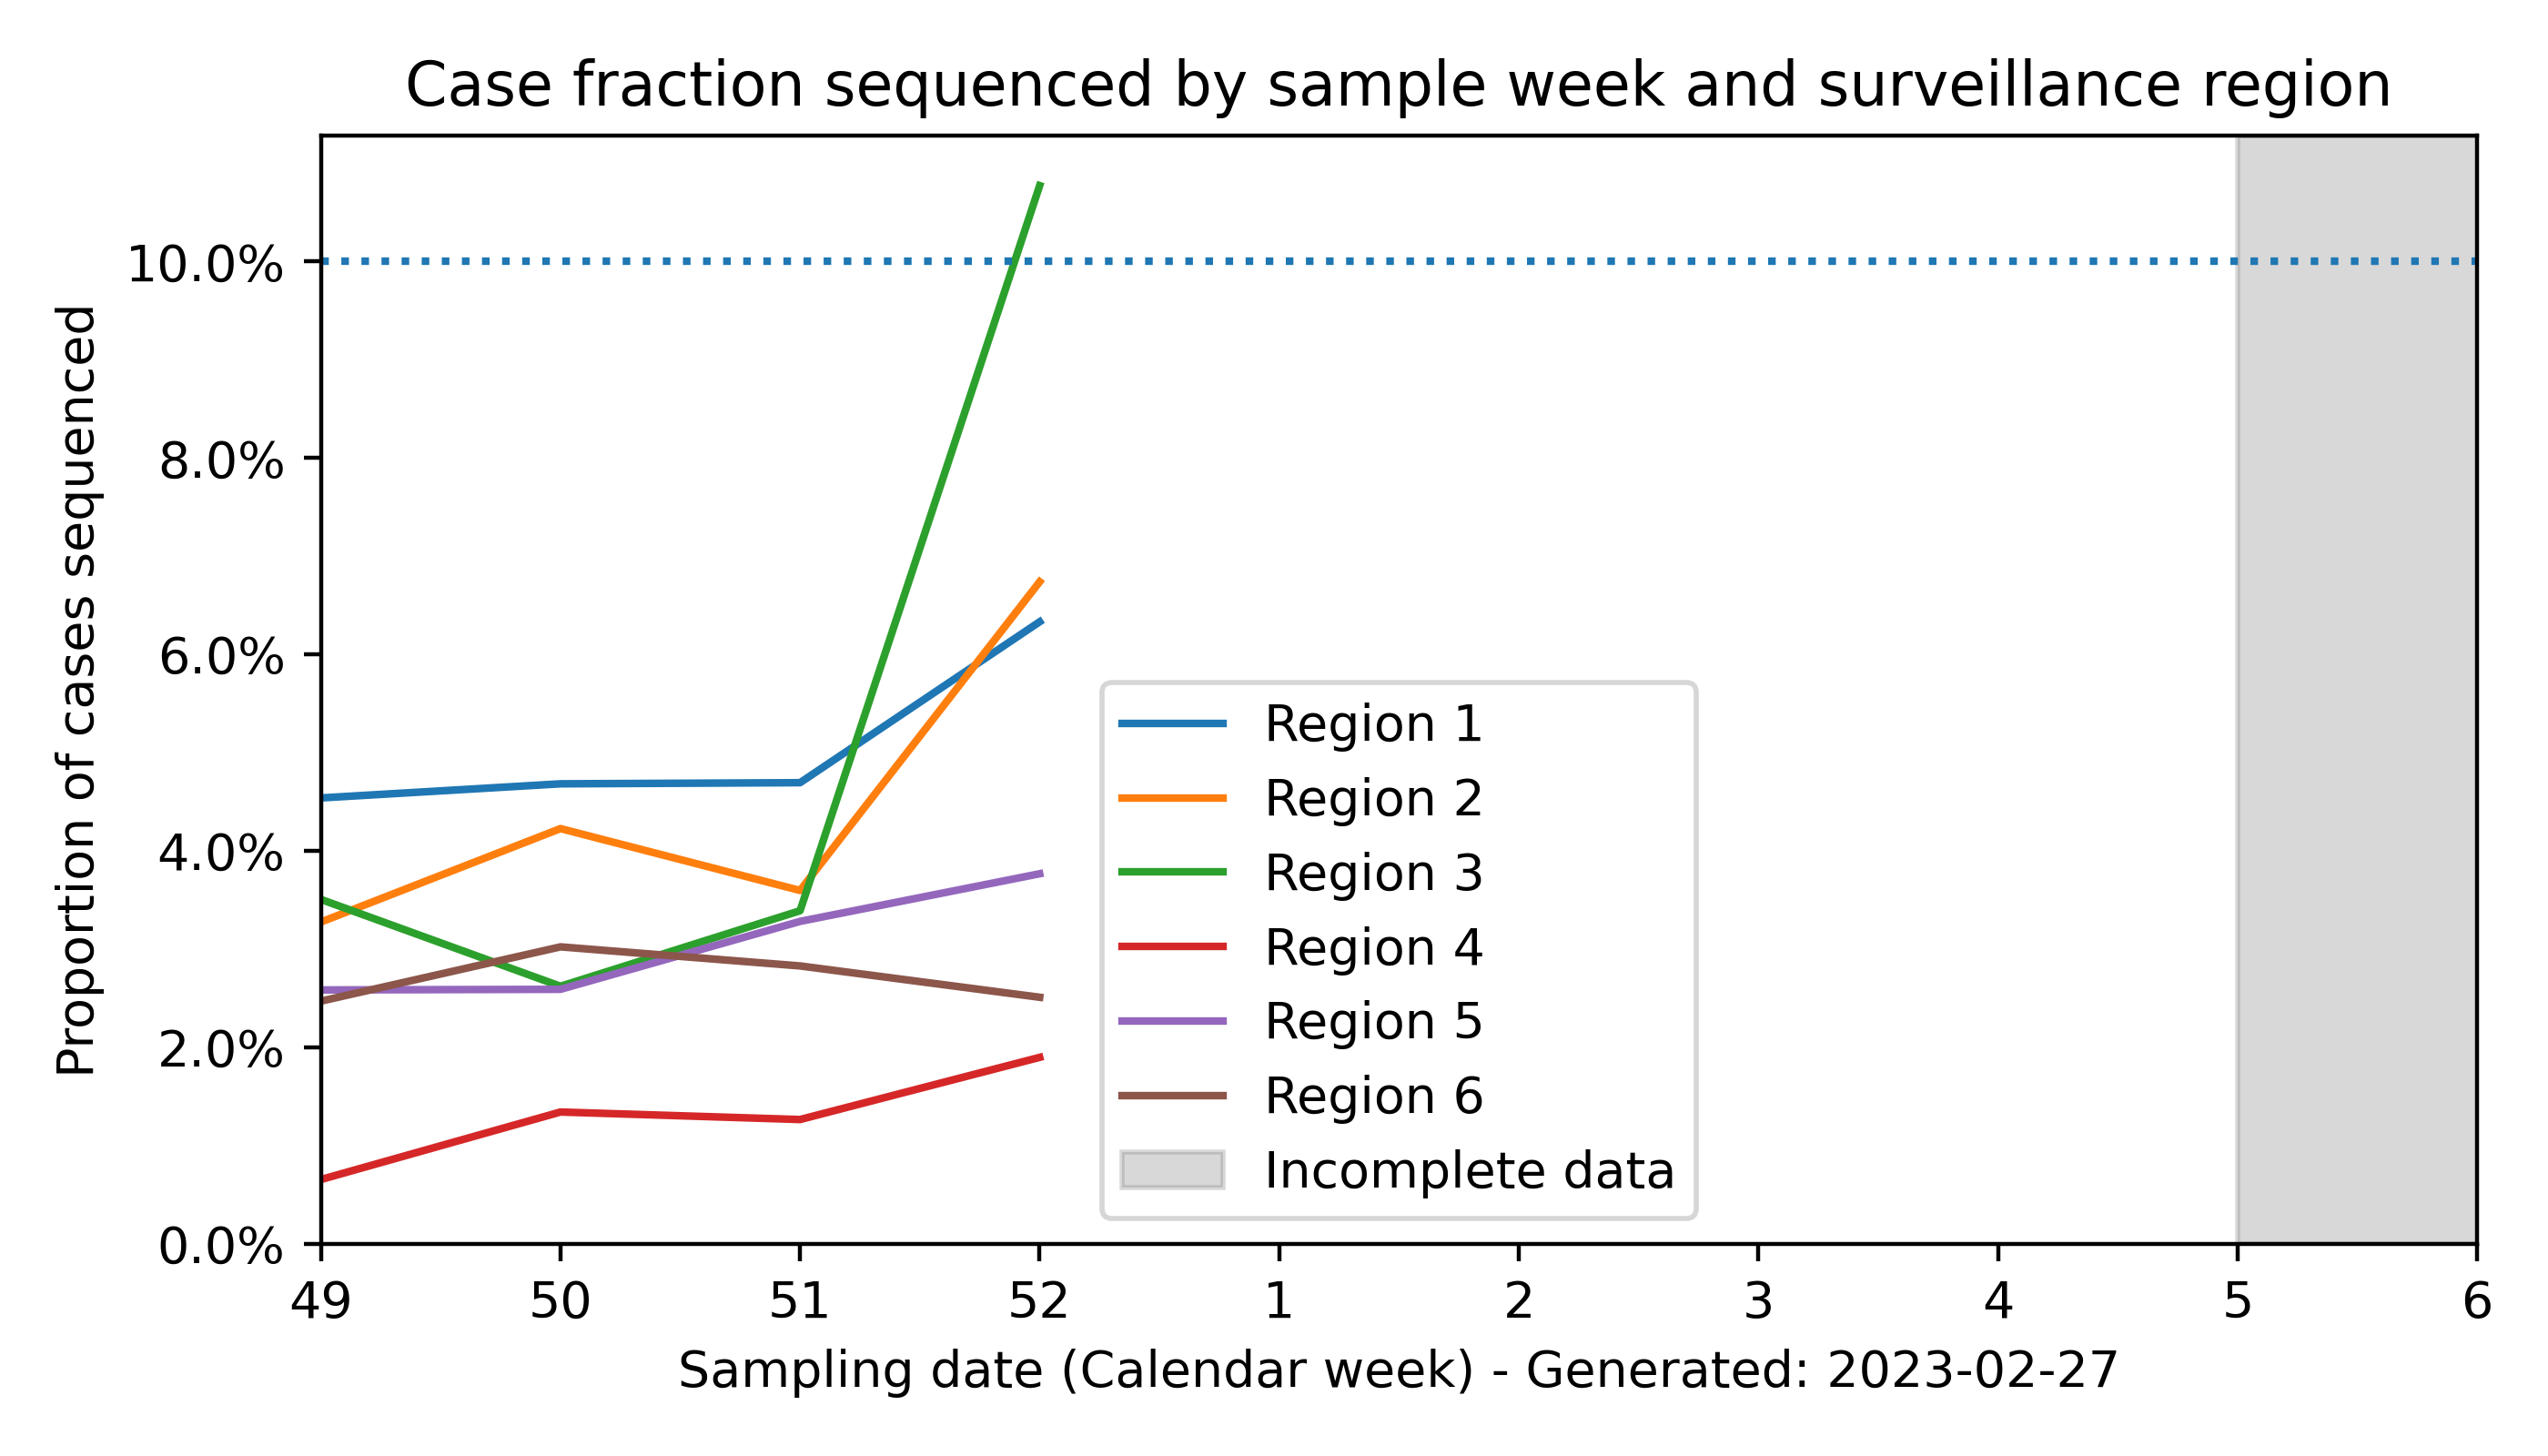 Case fraction sequenced by sample week and surveillance region
Proportion of cases sequenced
10.0%
8.0%
6.0%
4.0%
2.0%
0.0%
Region 1
Region 2
Region 3
Region 4
Region 5
Region 6
Incomplete data
49 50 51 52 1 2 3 4 5 6
Sampling date (Calendar week) - Generated: 2023-02-27